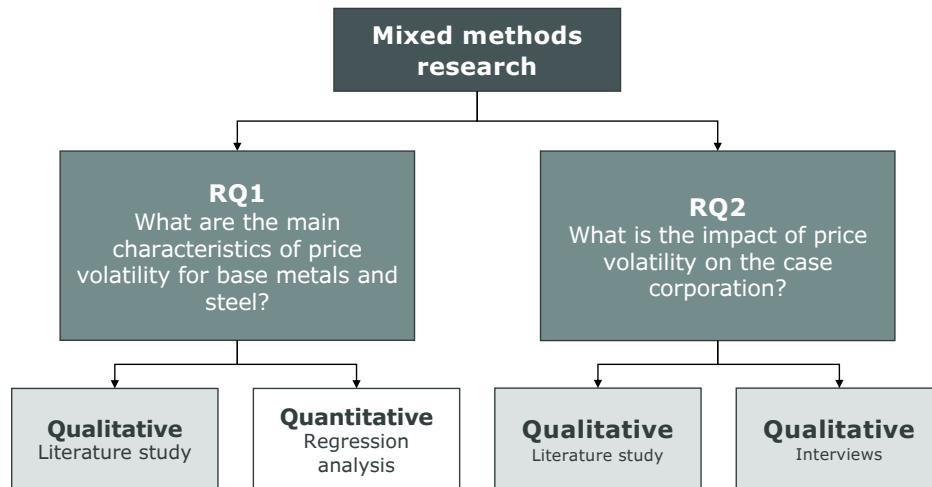 Mixed methods
research
RQ1
What are the main
characteristics of price
volatility for base metals and
steel?
RQ2
What is the impact of price
volatility on the case
corporation?
Qualitative
Literature study
Quantitative
Regression
analysis
Qualitative
Literature study
Qualitative
Interviews